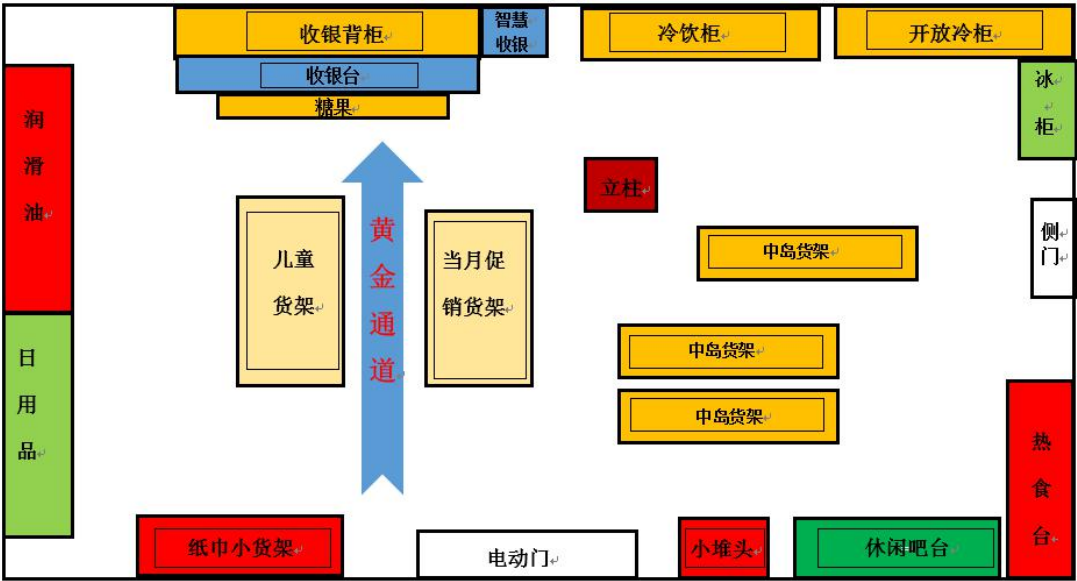 收银背柜
智慧
收银
冷饮柜
开放冷柜
收银台
糖果
冰
柜
润
滑
油
立柱
黄
金
通
道
儿童
货架
当月促
销货架
中岛货架
侧
门
中岛货架
中岛货架
日
用
品
热
食
台
纸巾小货架
电动门
小堆头
休闲吧台